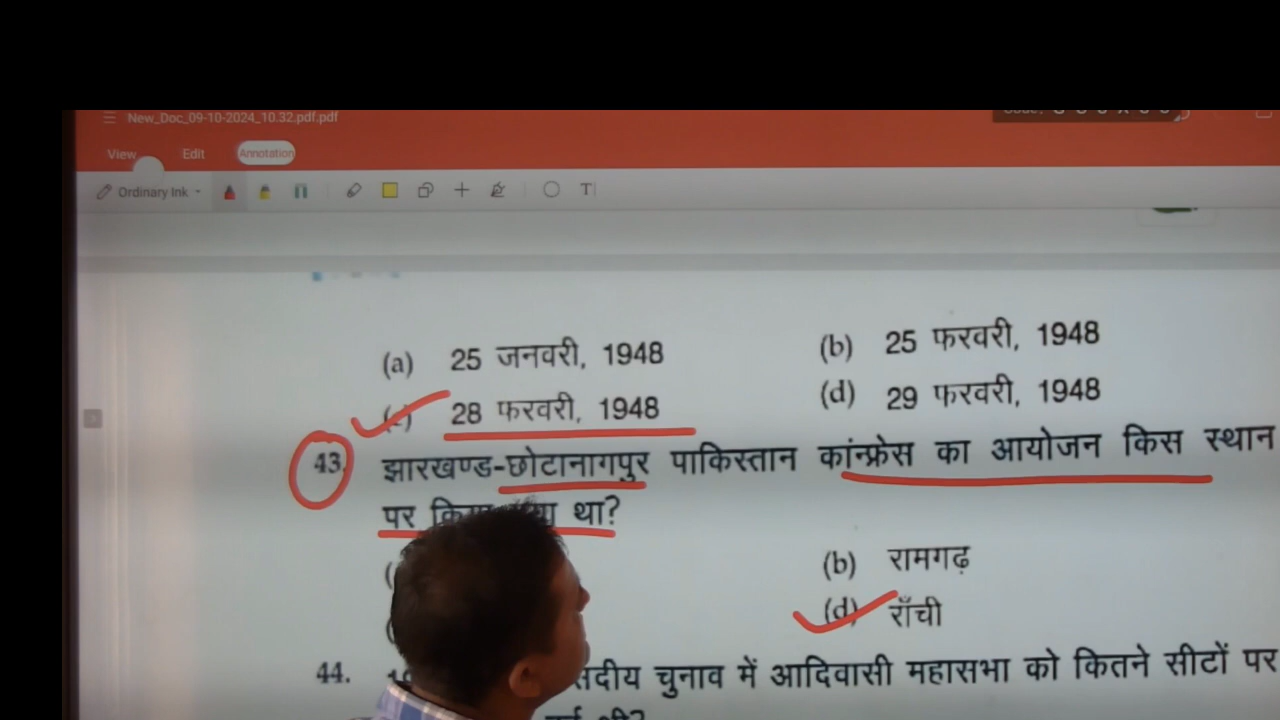 New_Doc_09-10-2024_10.32.pdf.pdf
View Edit Annotation
Ordinary Ink T
(a) 25 जनवरी, 1948 (b) 25 फरवरी, 1948
(c) 28 फरवरी, 1948 (d) 29 फरवरी, 1948
43. झारखण्ड-छोटानागपुर पाकिस्तान कांन्फ्रेस का आयोजन किस स्थान
पर था?
(b) रामगढ़
(d) राँची
44. चुनाव में आदिवासी महासभा को कितने सीटों पर